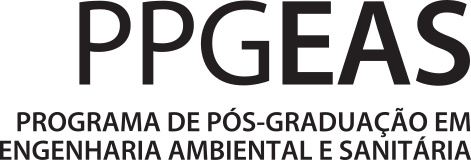 PPGEAS
PROGRAMA DE PÓS-GRADUAÇÃO EM
ENGENHARIA AMBIENTAL E SANITÁRIA